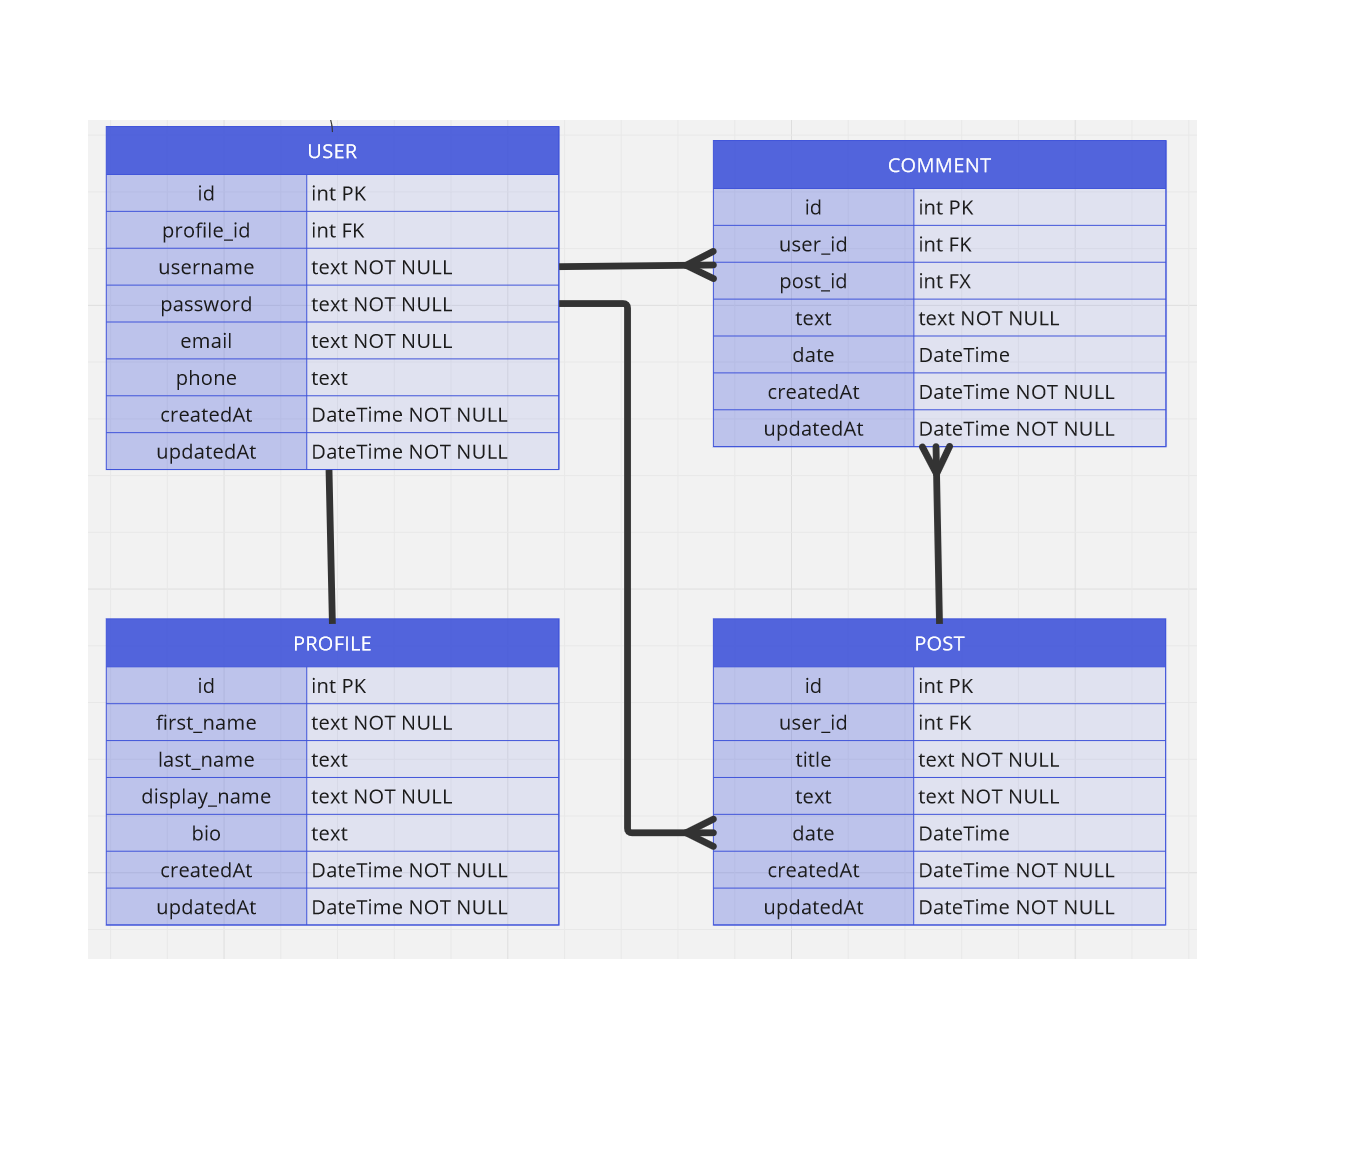 USER
id int PK
profile_id int FK
username text NOT NULL
password text NOT NULL
email text NOT NULL
phone text
createdAt DateTime NOT NULL
updatedAt DateTime NOT NULL
COMMENT
id int PK
user_id int FK
post_id int FX
text text NOT NULL
date DateTime
createdAt DateTime NOT NULL
updatedAt DateTime NOT NULL
PROFILE
id int PK
first_name text NOT NULL
last_name text
display_name text NOT NULL
bio text
createdAt DateTime NOT NULL
updatedAt DateTime NOT NULL
POST
id int PK
user_id int FK
title text NOT NULL
text text NOT NULL
date DateTime
createdAt DateTime NOT NULL
updatedAt DateTime NOT NULL